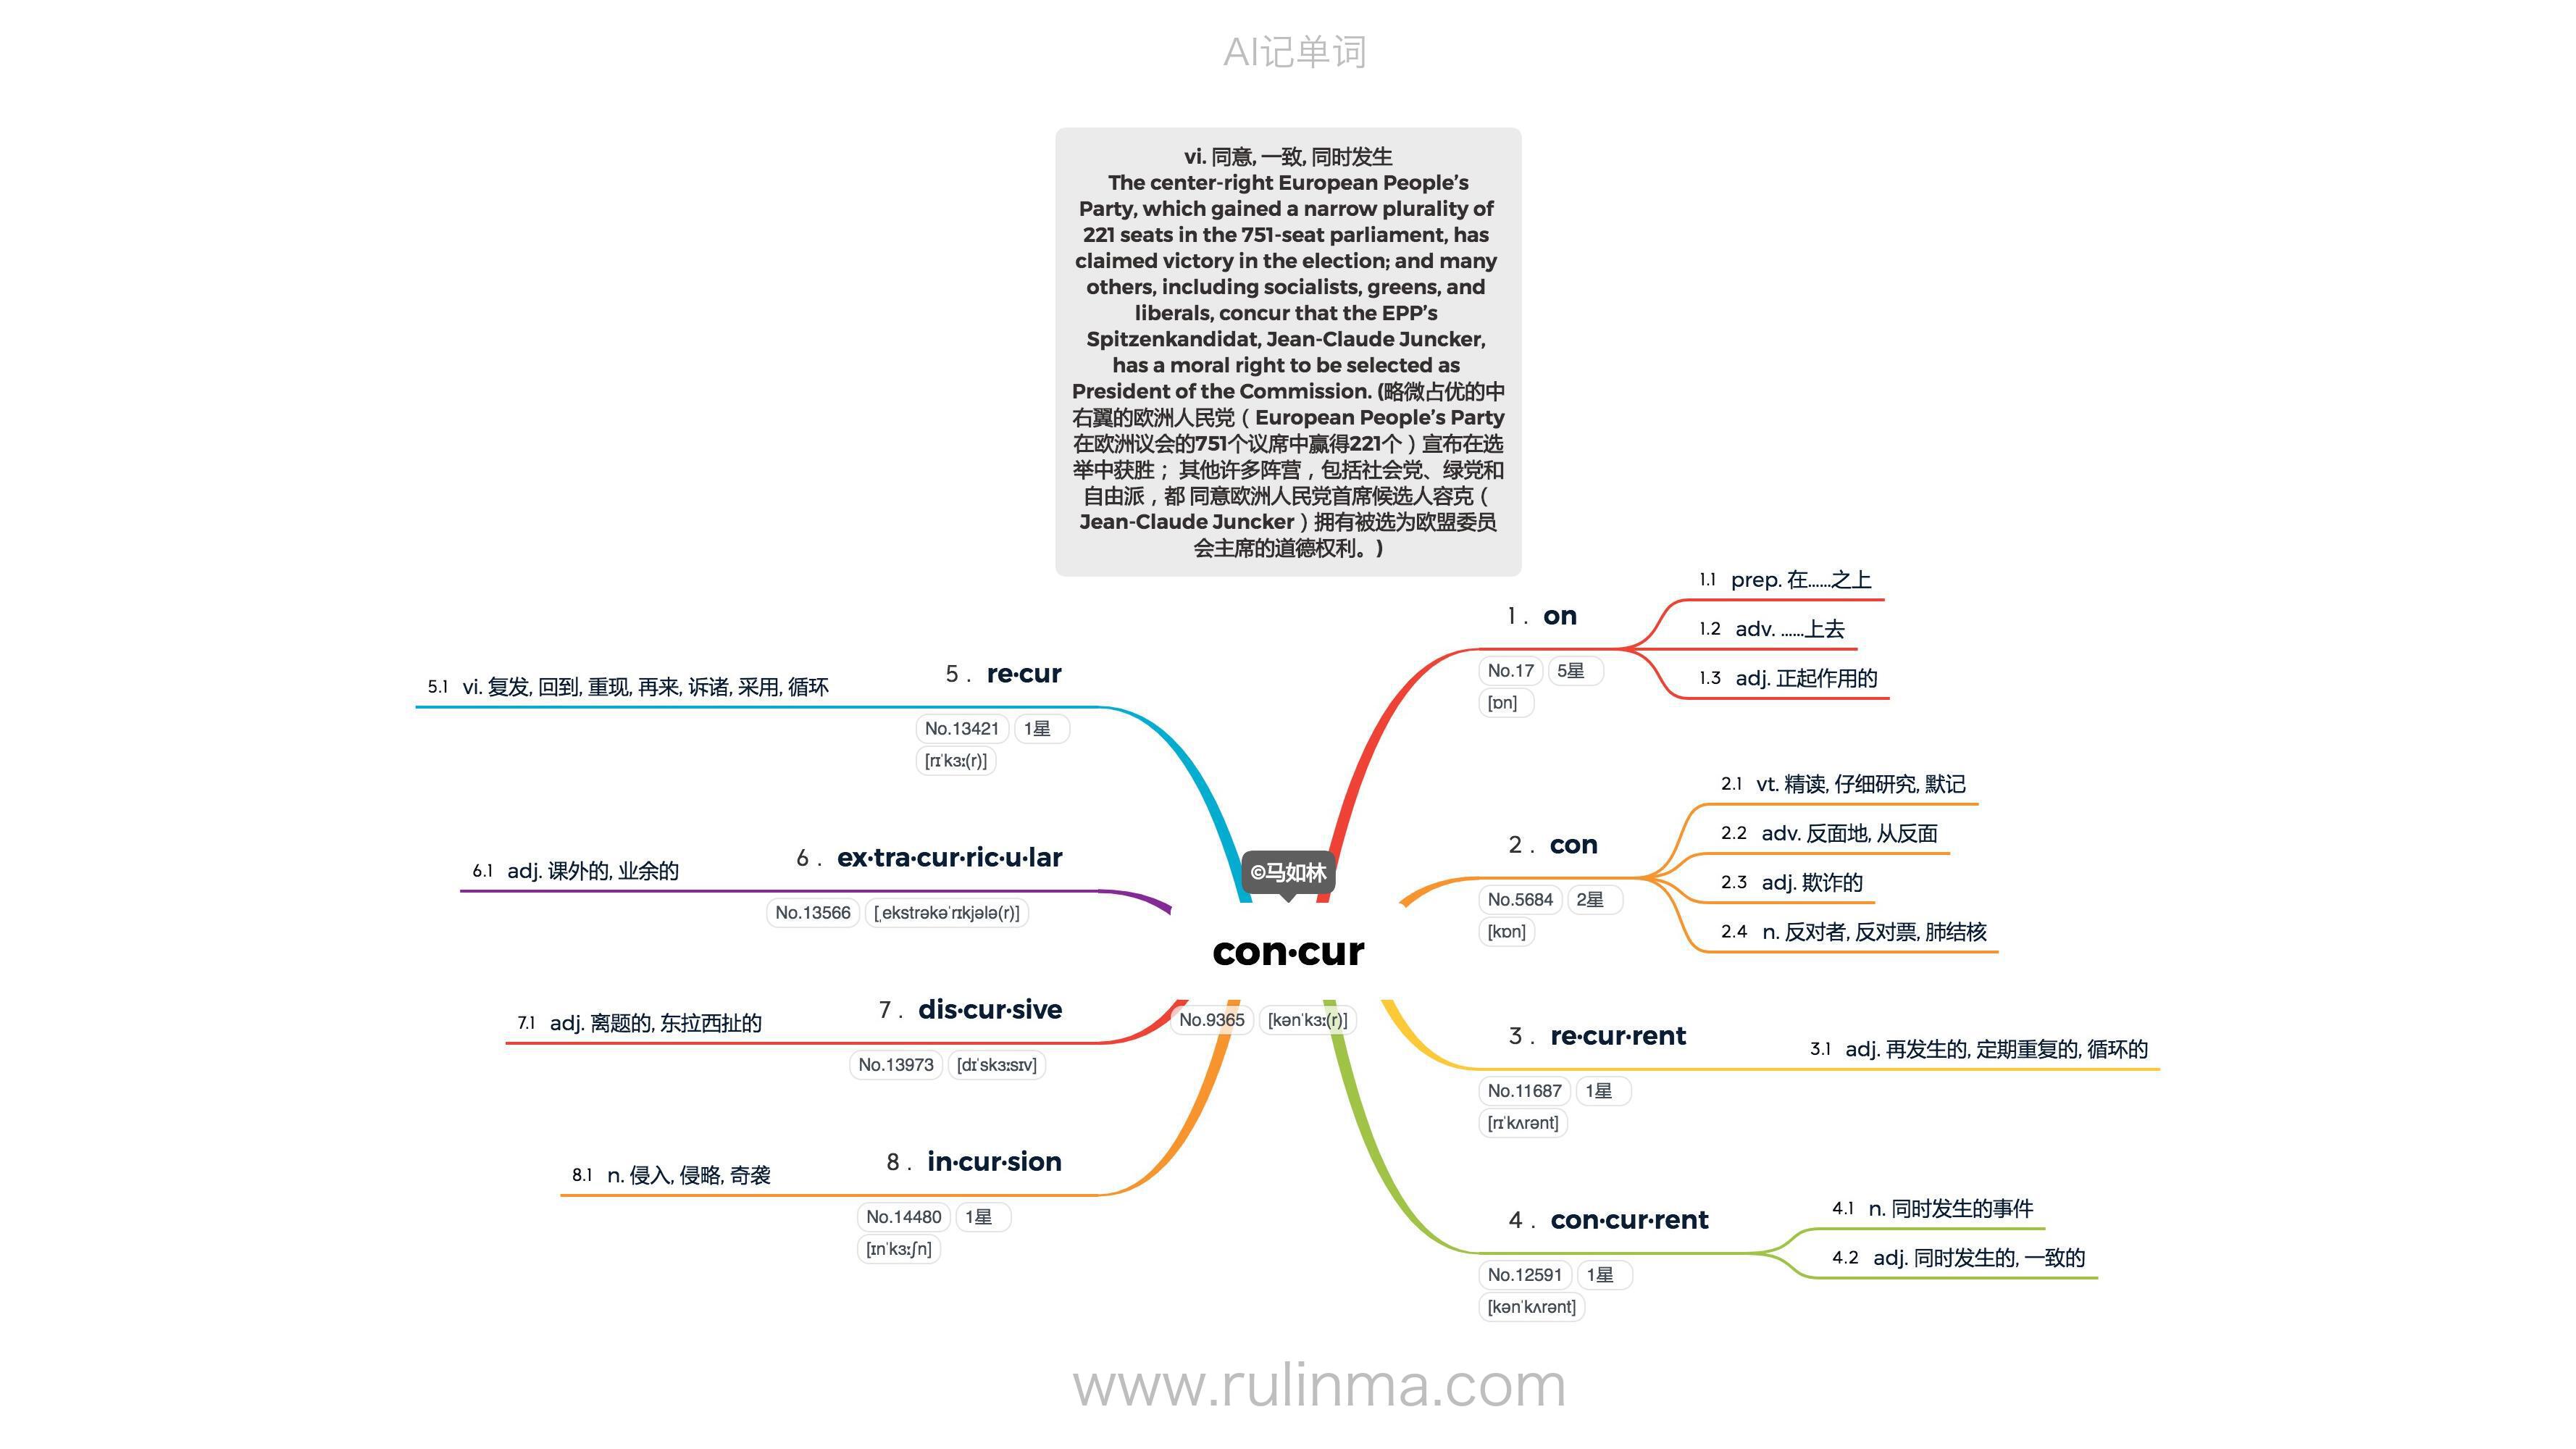 AI记单词
vi. 同意, 一致, 同时发生
The center-right European People’s
Party, which gained a narrow plurality of
221 seats in the 751-seat parliament, has
claimed victory in the election; and many
others, including socialists, greens, and
liberals, concur that the EPP’s
Spitzenkandidat, Jean-Claude Juncker,
has a moral right to be selected as
President of the Commission. (略微占优的中
右翼的欧洲人民党（European People’s Party
在欧洲议会的751个议席中赢得221个）宣布在选
举中获胜； 其他许多阵营，包括社会党、绿党和
自由派，都 同意欧洲人民党首席候选人容克（
Jean-Claude Juncker）拥有被选为欧盟委员
会主席的道德权利。)
©马如林
con·cur
No.9365 [kənˈkɜː(r)]
1. on
No.17 5星
[ɒn]
1.1 prep. 在......之上
1.2 adv. ......上去
1.3 adj. 正起作用的
2. con
No.5684 2星
[kɒn]
2.1 vt. 精读, 仔细研究, 默记
2.2 adv. 反面地, 从反面
2.3 adj. 欺诈的
2.4 n. 反对者, 反对票, 肺结核
3. re·cur·rent
No.11687 1星
[rɪˈkʌrənt]
3.1 adj. 再发生的, 定期重复的, 循环的
4. con·cur·rent
No.12591 1星
[kənˈkʌrənt]
4.1 n. 同时发生的事件
4.2 adj. 同时发生的, 一致的
5. re·cur
No.13421 1星
[rɪˈkɜː(r)]
5.1 vi. 复发, 回到, 重现, 再来, 诉诸, 采用, 循环
6. ex·tra·cur·ric·u·lar
No.13566 [ˌekstrəkəˈrɪkjələ(r)]
6.1 adj. 课外的, 业余的
7. dis·cur·sive
No.13973 [dɪˈskɜːsɪv]
7.1 adj. 离题的, 东拉西扯的
8. in·cur·sion
No.14480 1星
[ɪnˈkɜːʃn]
8.1 n. 侵入, 侵略, 奇袭
www.rulinma.com